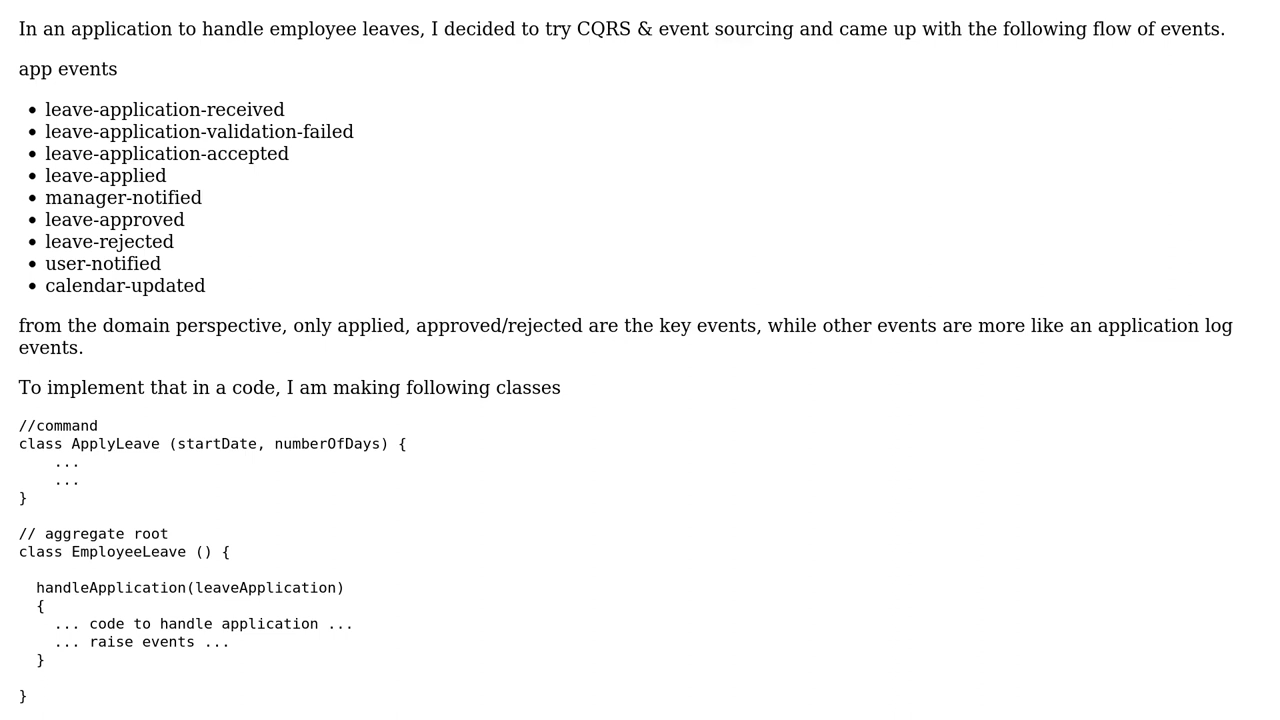 In an application to handle employee leaves, I decided to try CQRS & event sourcing and came up with the following flow of events.
app events
• leave-application-received
• leave-application-validation-failed
• leave-application-accepted
• leave-applied
• manager-notified
• leave-approved
• leave-rejected
• user-notified
• calendar-updated
from the domain perspective, only applied, approved/rejected are the key events, while other events are more like an application log
events.
To implement that in a code, I am making following classes
//command
class ApplyLeave (startDate, numberOfDays) {
    ...
    ...
}
// aggregate root
class EmployeeLeave () {
  handleApplication(leaveApplication)
  {
    ... code to handle application ...
    ... raise events ...
  }
}